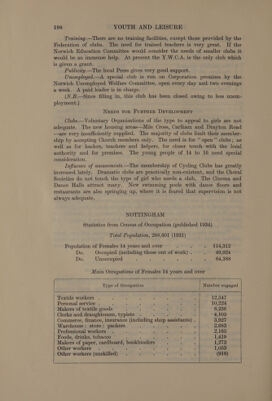 198 YOUTH AND LEISURE
Training.—There are no training facilities, except those provided by the
Federation of clubs. The need for trained teachers is very great. If the
Norwich Education Committee would consider the needs of smaller clubs it
would be an immense help. At present the Y.W.C.A. is the only club which
is given a grant.
Publicity.—The local Press gives very good support.
Unemployed.—A special club is run on Corporation premises by the
Norwich Unemployed Welfare Committee, open every day and two evenings
a week. A paid leader is in charge.
(N.B.—Since filling in, this club has been closed owing to less unem-
ployment.)
NEEDS FOR FURTHER DEVELOPMENT
Clubs.—Voluntary Organisations of the type to appeal to girls are not
adequate. The new housing areas—Mile Cross, Carham and Drayton Road
—are very insufficiently supplied. The majority of clubs limit their member-
ship by accepting Church members only. The need is for "open" clubs; as
well as for leaders, teachers and helpers, for closer touch with the local
authority and for premises. The young people of 14 to 16 need special
consideration.
Influence of amusements.—The membership of Cycling Clubs has greatly
increased lately. Dramatic clubs are practically non-existent, and the Choral
Societies do not touch the type of girl who needs a club. The Cinema and
Dance Halls attract many. New swimming pools with dance floors and
restaurants are also springing up, where it is feared that supervision is not
always adequate.
NOTTINGHAM
Statistics from Census of Occupation (published 1934)
Total Population, 268,801 (1931)
Population of Females 14 years and over . . 114,312
Do. Occupied (including those out of work) . . 49,924
Do. Unoccupied . . 64,388
Main Occupations of Females 14 years and over
Type of Occupation Number engaged
Textile workers 12,547
Personal service 10,224
Makers of textile goods 9,236
Clerks and draughtsmen, typists 4,103
Commerce, finance, insurance (including shop assistants) 3,927
Warehouse: store: packers 2,083
Professional workers 2,163
Foods, drinks, tobacco 1,419
Makers of paper, cardboard, bookbinders 1,273
Other workers 1,053
Other workers (unskilled) (916)